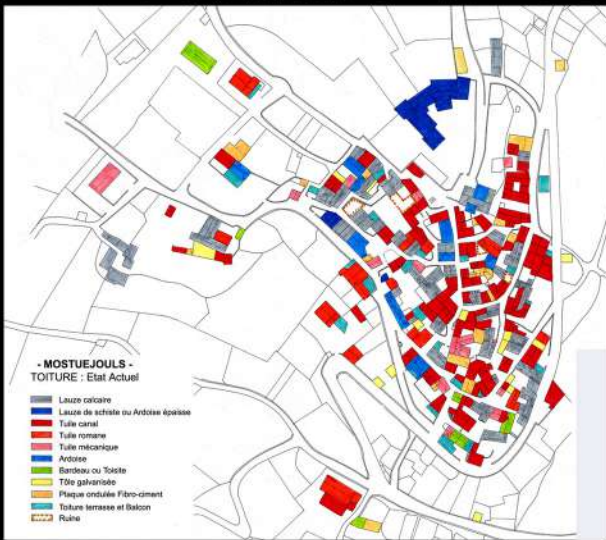 - MOSTUEJOULS -
TOITURE : Etat Actuel
Lauze calcaire
Lauze de schiste ou Ardoise épaisse
Tuile canal
Tuile romane
Tuile mécanique
Ardoise
Bardeau ou Toisite
Tôle galvanisée
Plaque ondulée Fibro-ciment
Toiture terrasse et Balcon
Ruine